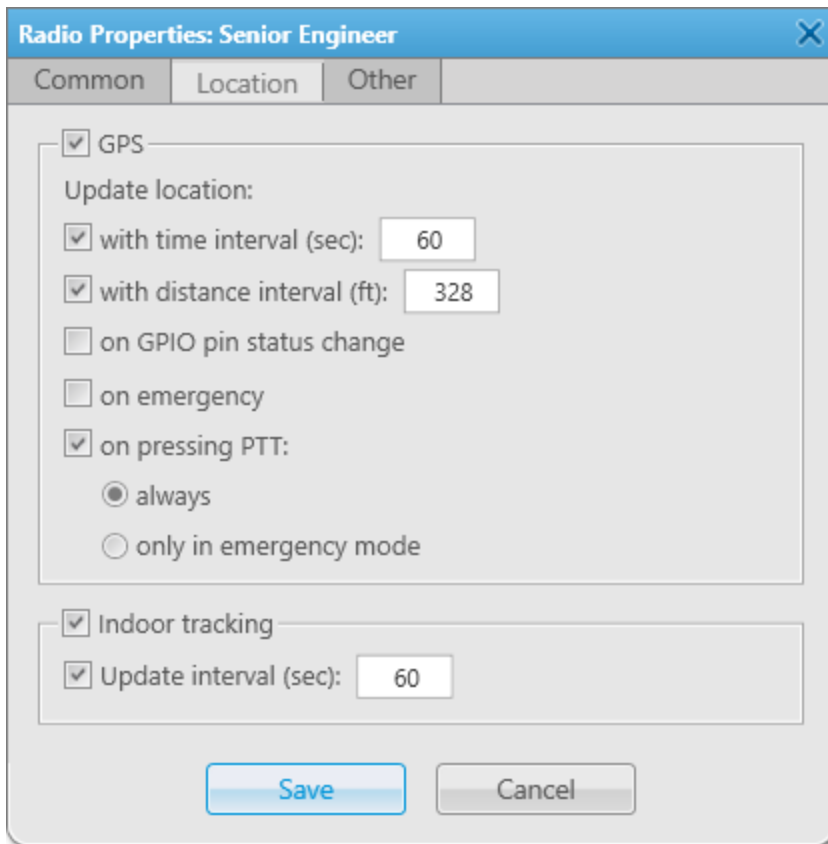 Radio Properties: Senior Engineer
Common Location Other
GPS
Update location:
with time interval (sec): 60
with distance interval (ft): 328
on GPIO pin status change
on emergency
on pressing PTT:
always
only in emergency mode
Indoor tracking
Update interval (sec): 60
Save Cancel